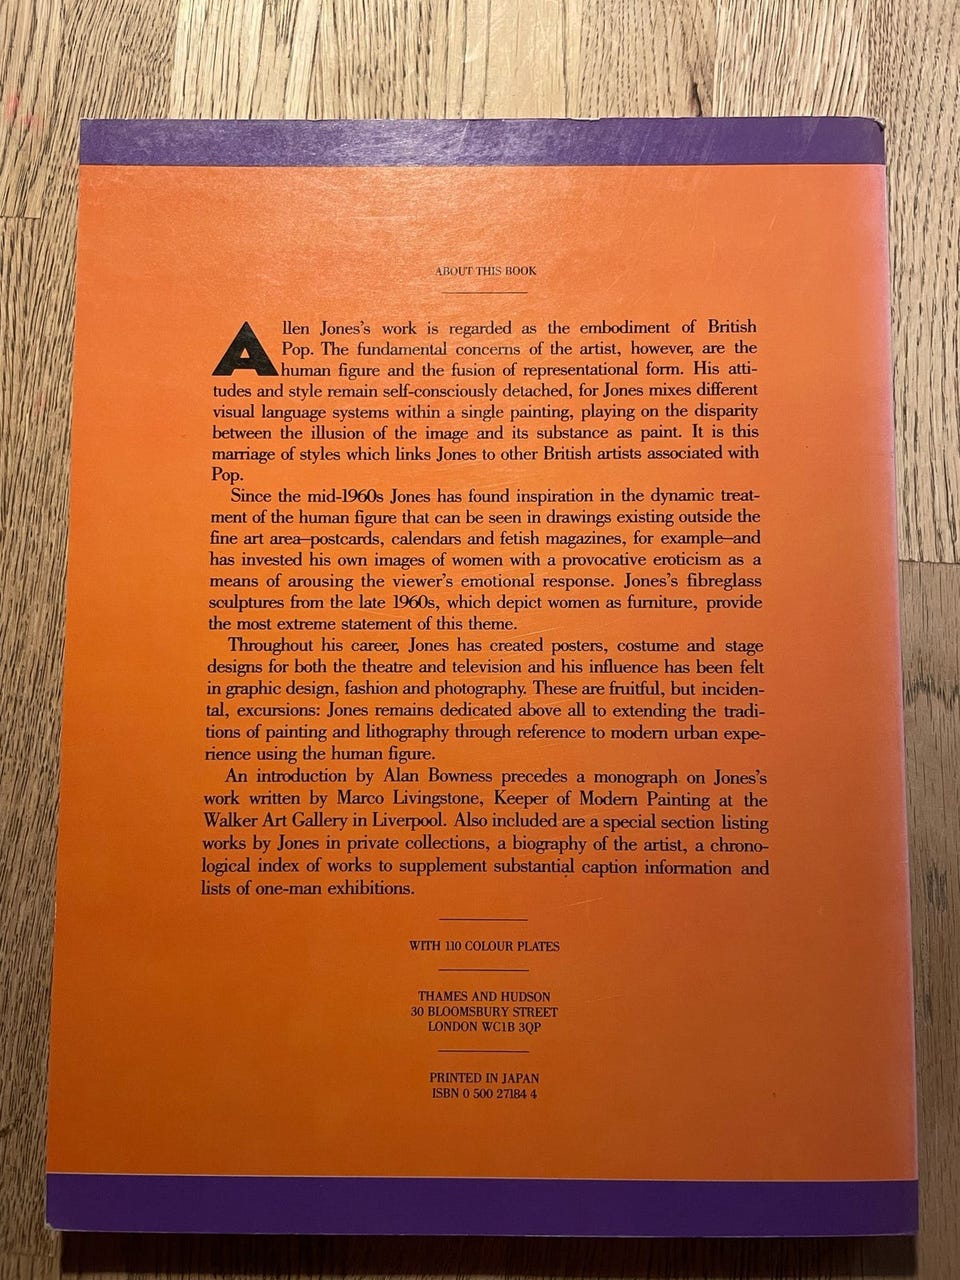 ABOUT THIS BOOK
Allen Jones's work is regarded as the embodiment of British
Pop. The fundamental concerns of the artist, however, are the
human figure and the fusion of representational form. His atti-
tudes and style remain self-consciously detached, for Jones mixes different
visual language systems within a single painting, playing on the disparity
between the illusion of the image and its substance as paint. It is this
marriage of styles which links Jones to other British artists associated with
Pop.
Since the mid-1960s Jones has found inspiration in the dynamic treat-
ment of the human figure that can be seen in drawings existing outside the
fine art area—postcards, calendars and fetish magazines, for example—and
has invested his own images of women with a provocative eroticism as a
means of arousing the viewer's emotional response. Jones's fibreglass
sculptures from the late 1960s, which depict women as furniture, provide
the most extreme statement of this theme.
Throughout his career, Jones has created posters, costume and stage
designs for both the theatre and television and his influence has been felt
in graphic design, fashion and photography. These are fruitful, but inciden-
tal, excursions: Jones remains dedicated above all to extending the tradi-
tions of painting and lithography through reference to modern urban expe-
rience using the human figure.
An introduction by Alan Bowness precedes a monograph on Jones's
work written by Marco Livingstone, Keeper of Modern Painting at the
Walker Art Gallery in Liverpool. Also included are a special section listing
works by Jones in private collections, a biography of the artist, a chrono-
logical index of works to supplement substantial caption information and
lists of one-man exhibitions.
WITH 110 COLOUR PLATES
THAMES AND HUDSON
30 BLOOMSBURY STREET
LONDON WC1B 3QP
PRINTED IN JAPAN
ISBN 0 500 27184 4